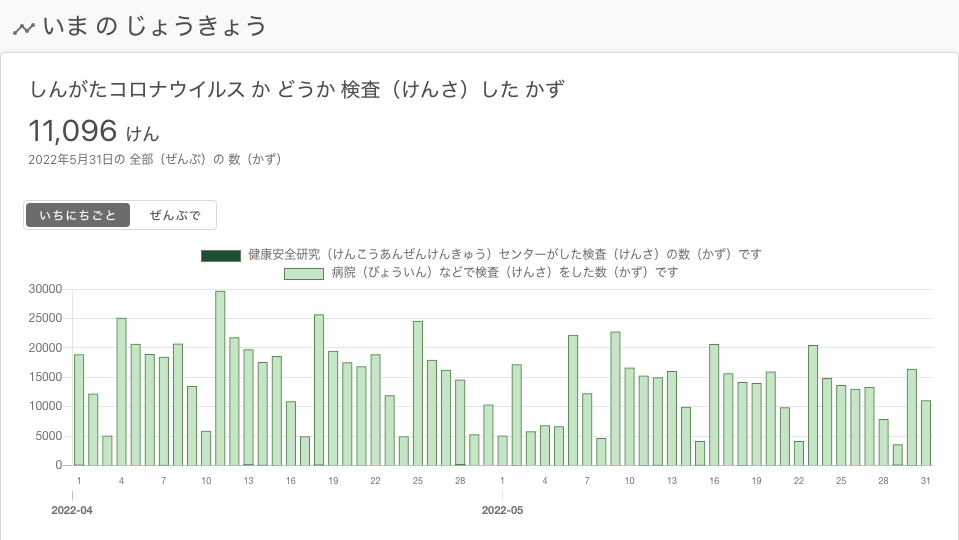 いま の じょうきょう
しんがたコロナウイルス か どうか 検査（けんさ）した かず
11,096 けん
2022年5月31日の 全部（ぜんぶ）の 数（かず）
いちにちごと ぜんぶで
健康安全研究（けんこうあんぜんけんきゅう）センターがした検査（けんさ）の数（かず）です
病院（びょういん）などで検査（けんさ）をした数（かず）です
30000
25000
20000
15000
10000
5000
0
1 4 7 10 13 16 19 22 25 28 1 4 7 10 13 16 19 22 25 28 31
2022-04 2022-05